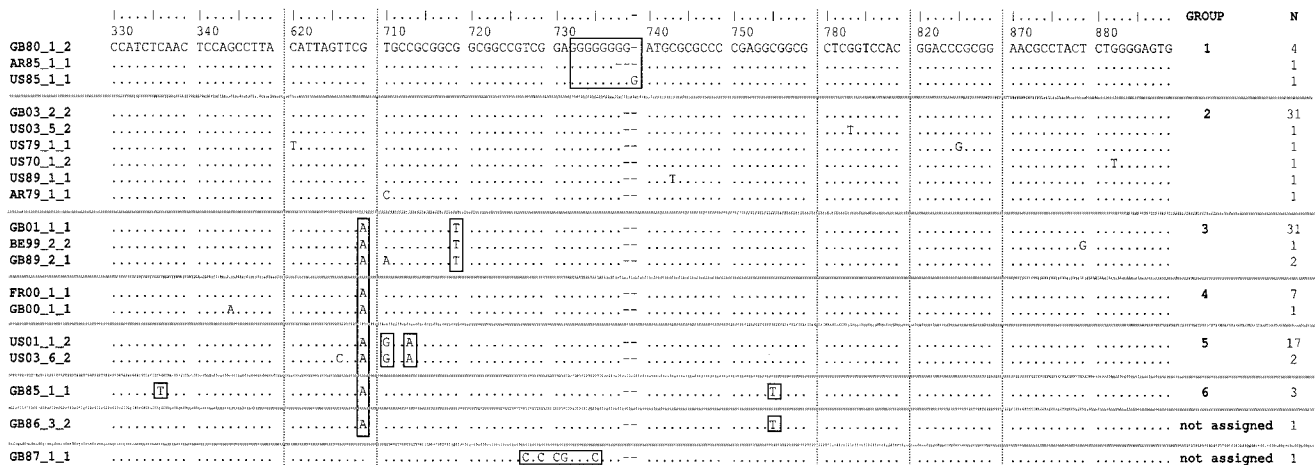 GROUP N
330 340 620 710 720 730 740 750 780 820 870 880
GB80_1_2 CCATCTCAAC TCCAGCCTTA CATTAGTTCG TGCCGCGGCG GCGGCCGTCG GAGGGGGGGG- ATGCGCGCCC CGAGGCGGCG CTCGGTCCAC GGACCCGCGG AACGCCTACT CTGGGGAGTG 1 4
AR85_1_1 .......... .......... .......... .......... .......... ........--- .......... .......... .......... .......... .......... .......... 1
US85_1_1 .......... .......... .......... .......... .......... ..........G .......... .......... .......... .......... .......... .......... 1
GB03_2_2 .......... .......... .......... .......... .......... .........-- .......... .......... .......... .......... .......... .......... 2 31
US03_5_2 .......... .......... .......... .......... .......... .........-- .......... .......... ...T...... .......... .......... .......... 1
US79_1_1 .......... .......... T......... .......... .......... .........-- .......... .......... .......... ......G... .......... .......... 1
US70_1_2 .......... .......... .......... .......... .......... .........-- .......... .......... .......... .......... .......... ...T...... 1
US89_1_1 .......... .......... .......... .......... .......... .........-- ...T...... .......... .......... .......... .......... .......... 1
AR79_1_1 .......... .......... .......... C......... .......... .........-- .......... .......... .......... .......... .......... .......... 1
GB01_1_1 .......... .......... .........A .........T .......... .........-- .......... .......... .......... .......... .......... .......... 3 31
BE99_2_2 .......... .......... .........A .........T .......... .........-- .......... .......... .......... .......... .........G .......... 1
GB89_2_1 .......... .......... .........A A........T .......... .........-- .......... .......... .......... .......... .......... .......... 2
FR00_1_1 .......... .......... .........A .......... .......... .........-- .......... .......... .......... .......... .......... .......... 4 7
GB00_1_1 .......... ....A..... .........A .......... .......... .........-- .......... .......... .......... .......... .......... .......... 1
US01_1_2 .......... .......... .........A G..A...... .......... .........-- .......... .......... .......... .......... .......... .......... 5 17
US03_6_2 .......... .......... ......C..A G..A...... .......... .........-- .......... .......... .......... .......... .......... .......... 2
GB85_1_1 ......T... .......... .........A .......... .......... .........-- .......... .....T.... .......... .......... .......... .......... 6 3
GB86_3_2 .......... .......... .........A .......... .......... .........-- .......... .....T.... .......... .......... .......... .......... not assigned 1
GB87_1_1 .......... .......... .......... .......... .......C.C CG...C...-- .......... .......... .......... .......... .......... .......... not assigned 1